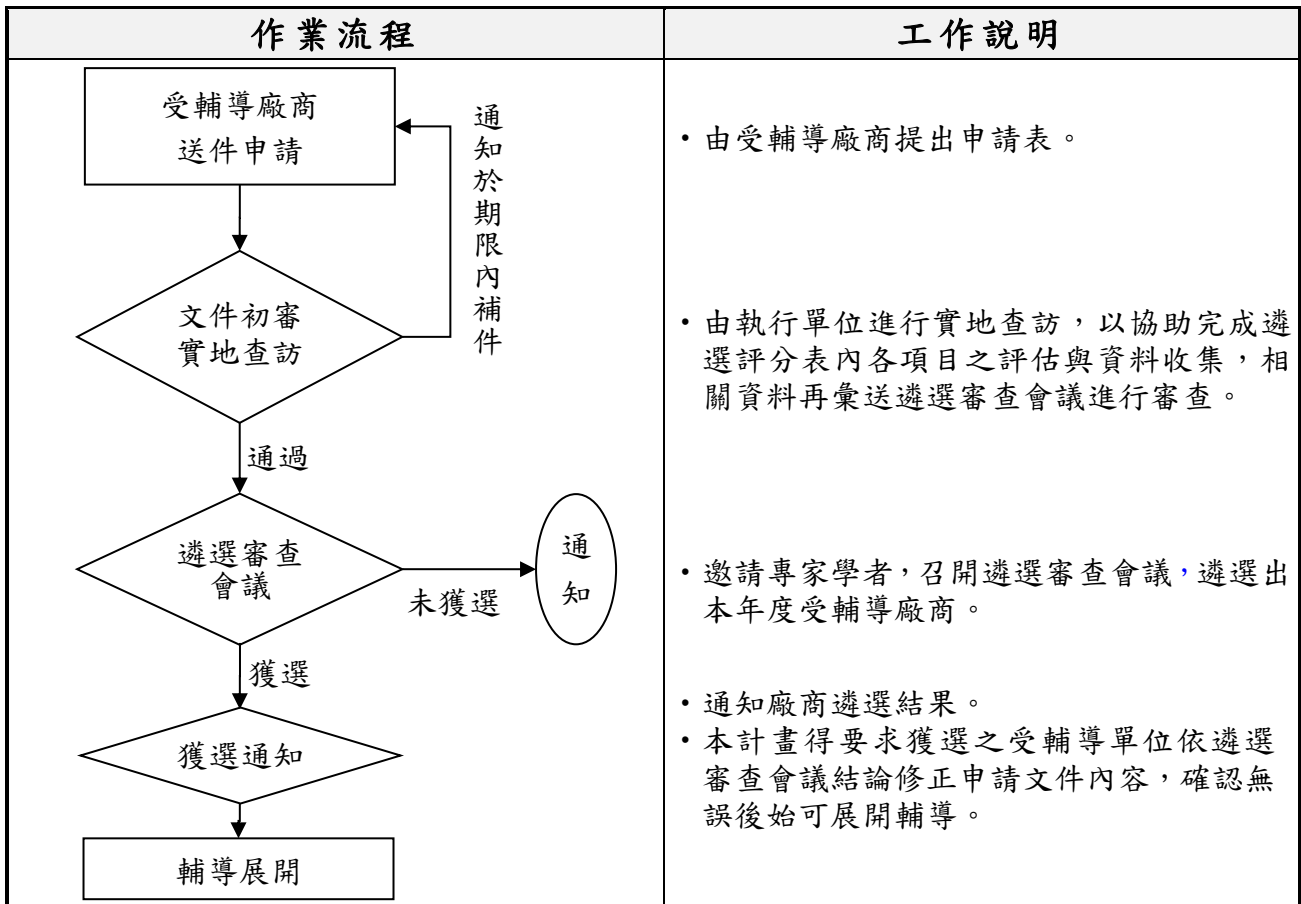 作業流程
工作說明
受輔導廠商
送件申請
通知於期限內補件
‧由受輔導廠商提出申請表。
文件初審
實地查訪
‧由執行單位進行實地查訪，以協助完成遴
選評分表內各項目之評估與資料收集，相
關資料再彙送遴選審查會議進行審查。
通過
遴選審查
會議
未獲選
通知
‧邀請專家學者，召開遴選審查會議，遴選出
本年度受輔導廠商。
獲選
獲選通知
‧通知廠商遴選結果。
‧本計畫得要求獲選之受輔導單位依遴選
審查會議結論修正申請文件內容，確認無
誤後始可展開輔導。
輔導展開